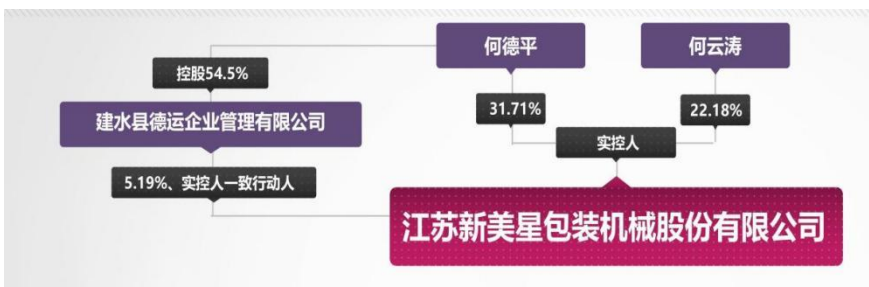 何德平
何云涛
控股54.5%
31.71%
22.18%
建水县德运企业管理有限公司
实控人
5.19%、实控人一致行动人
江苏新美星包装机械股份有限公司